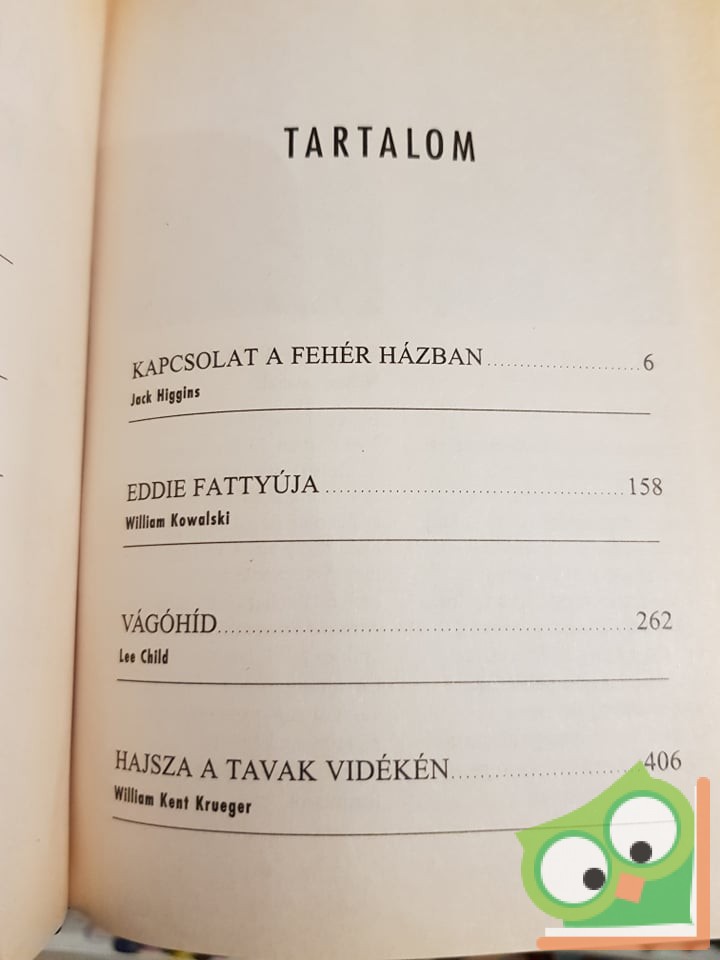 TARTALOM
KAPCSOLAT A FEHÉR HÁZBAN.......................6
Jack Higgins
EDDIE FATTYÚJA............................................158
William Kowalski
VÁGÓHÍD..............................................................262
Lee Child
HAJSZA A TAVAK VIDÉKÉN............................406
William Kent Krueger